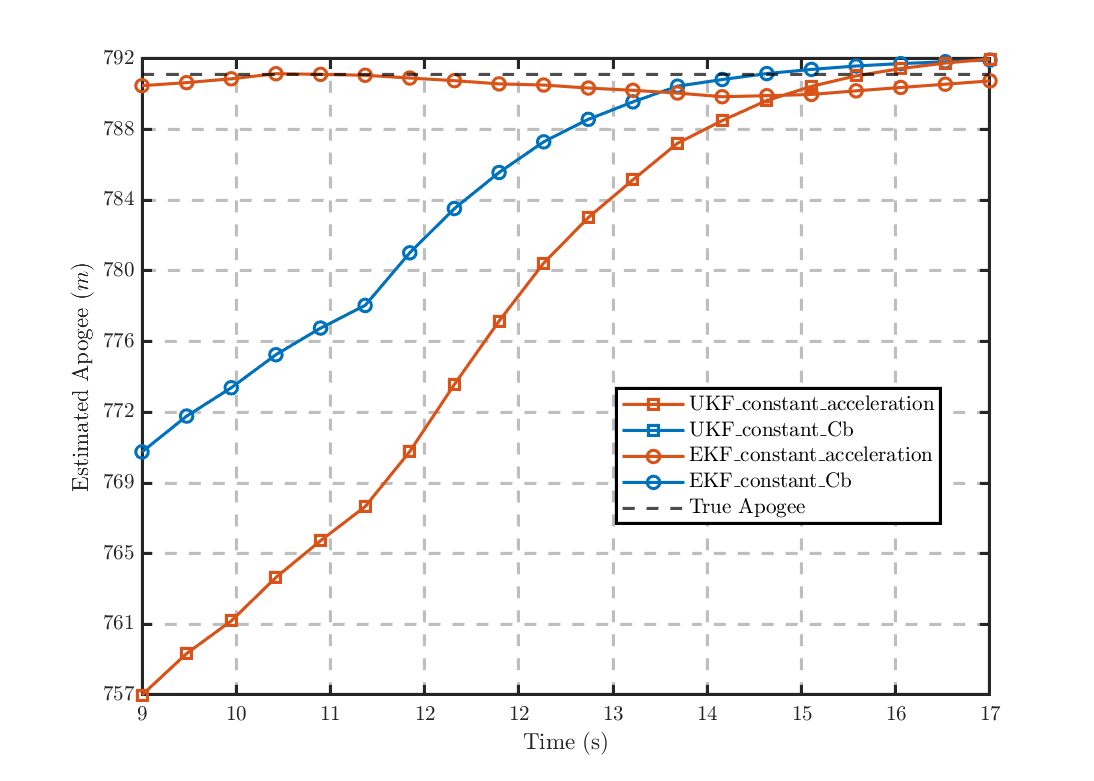 792
788
784
780
776
772
769
765
761
757
Estimated Apogee (m)
UKF_constant_acceleration
UKF_constant_Cb
EKF_constant_acceleration
EKF_constant_Cb
True Apogee
9 10 11 12 12 13 14 15 16 17
Time (s)